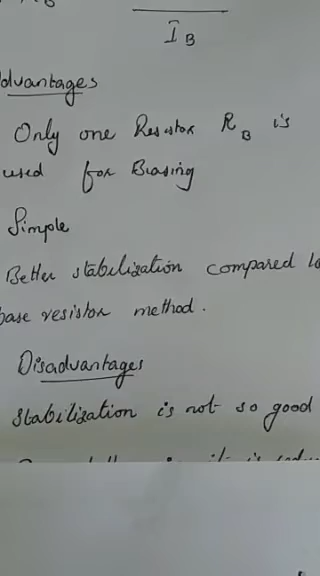 I_B
dvantages
Only one Resistor R_B is
used for Biasing
Simple
Better stabilization compared to
base resistor method.
Disadvantages
Stabilization is not so good